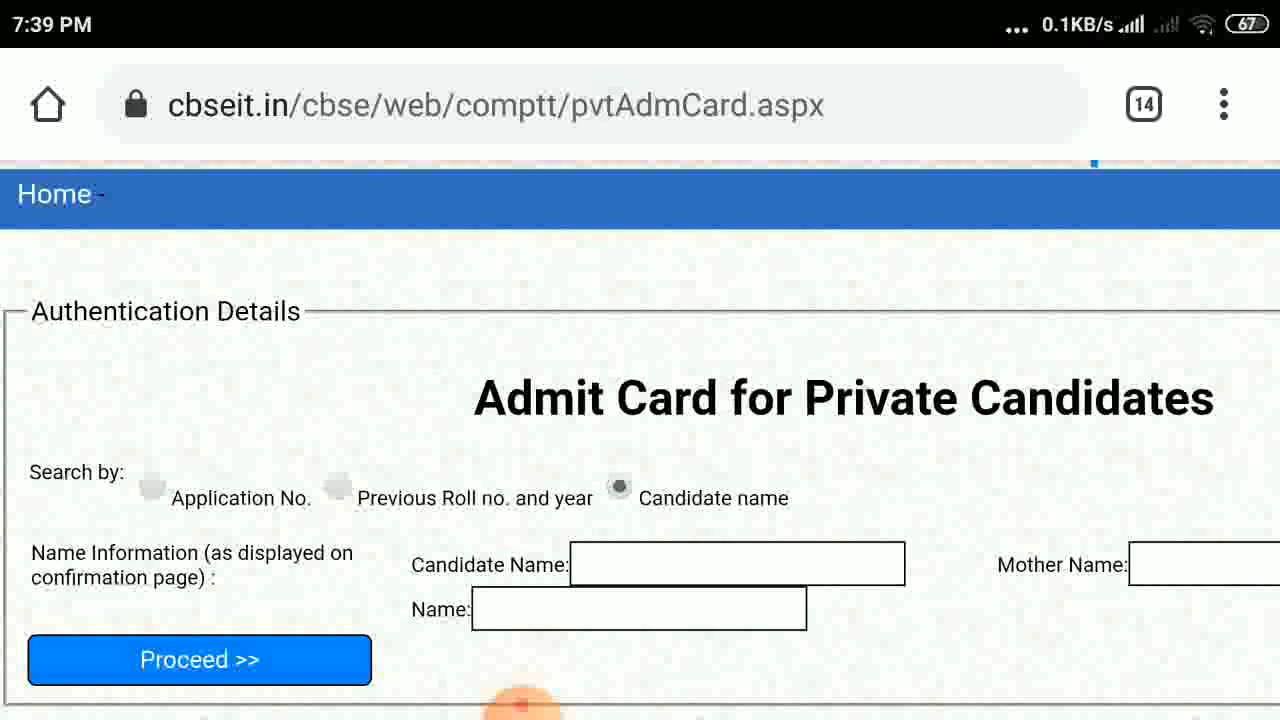 7:39 PM
... 0.1KB/s 67
cbseit.in/cbse/web/comptt/pvtAdmCard.aspx
14
Home -
Authentication Details
Admit Card for Private Candidates
Search by:
Application No. Previous Roll no. and year Candidate name
Name Information (as displayed on
confirmation page) :
Candidate Name: Mother Name:
Name:
Proceed >>